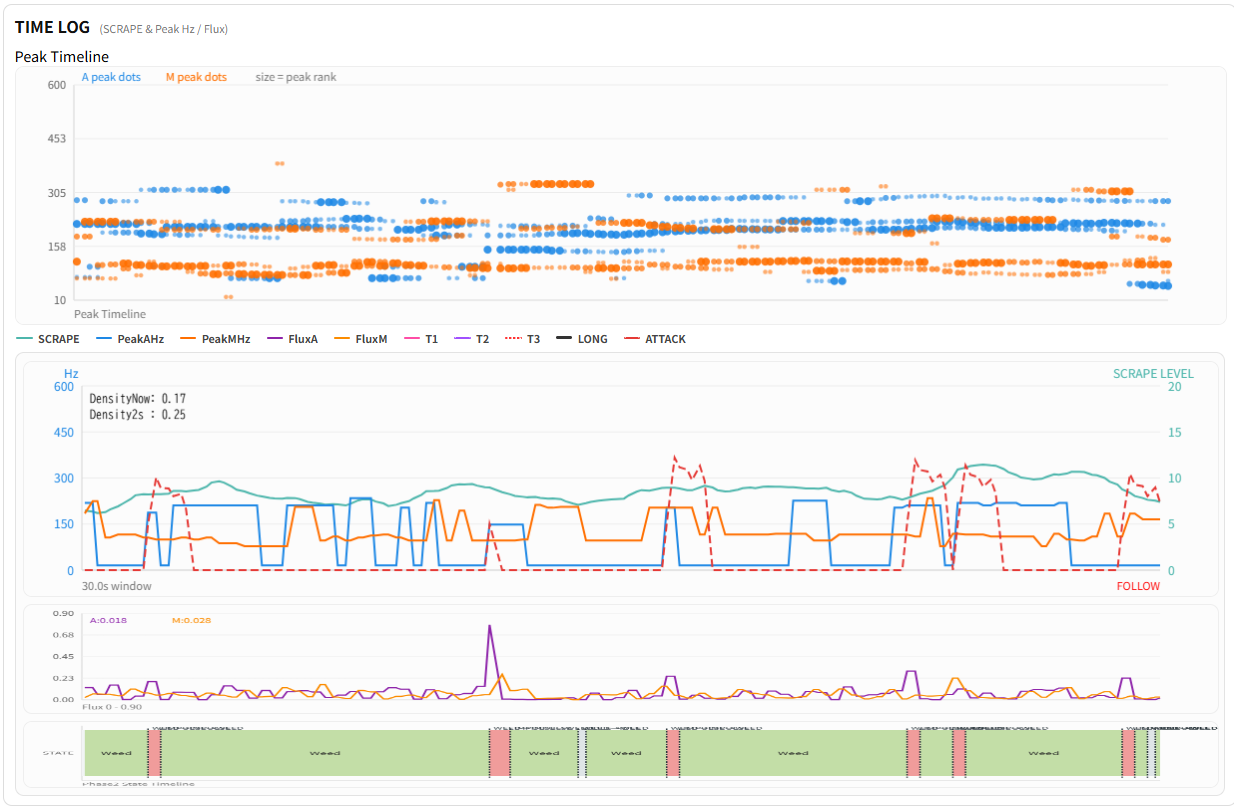 TIME LOG (SCRAPE & Peak Hz / Flux)
Peak Timeline
A peak dots M peak dots size = peak rank
600
453
305
158
10
Peak Timeline
SCRAPE PeakAHz PeakMHz FluxA FluxM T1 T2 T3 LONG ATTACK
Hz SCRAPE LEVEL
600 20
DensityNow: 0.17
Density2s : 0.25
450 15
300 10
150 5
0 0
30.0s window FOLLOW
0.90
A:0.018 M:0.028
0.68
0.45
0.23
0.00
Flux 0 - 0.90
STATE Weed Weed Weed Weed Weed Weed
Phase2 State Timeline